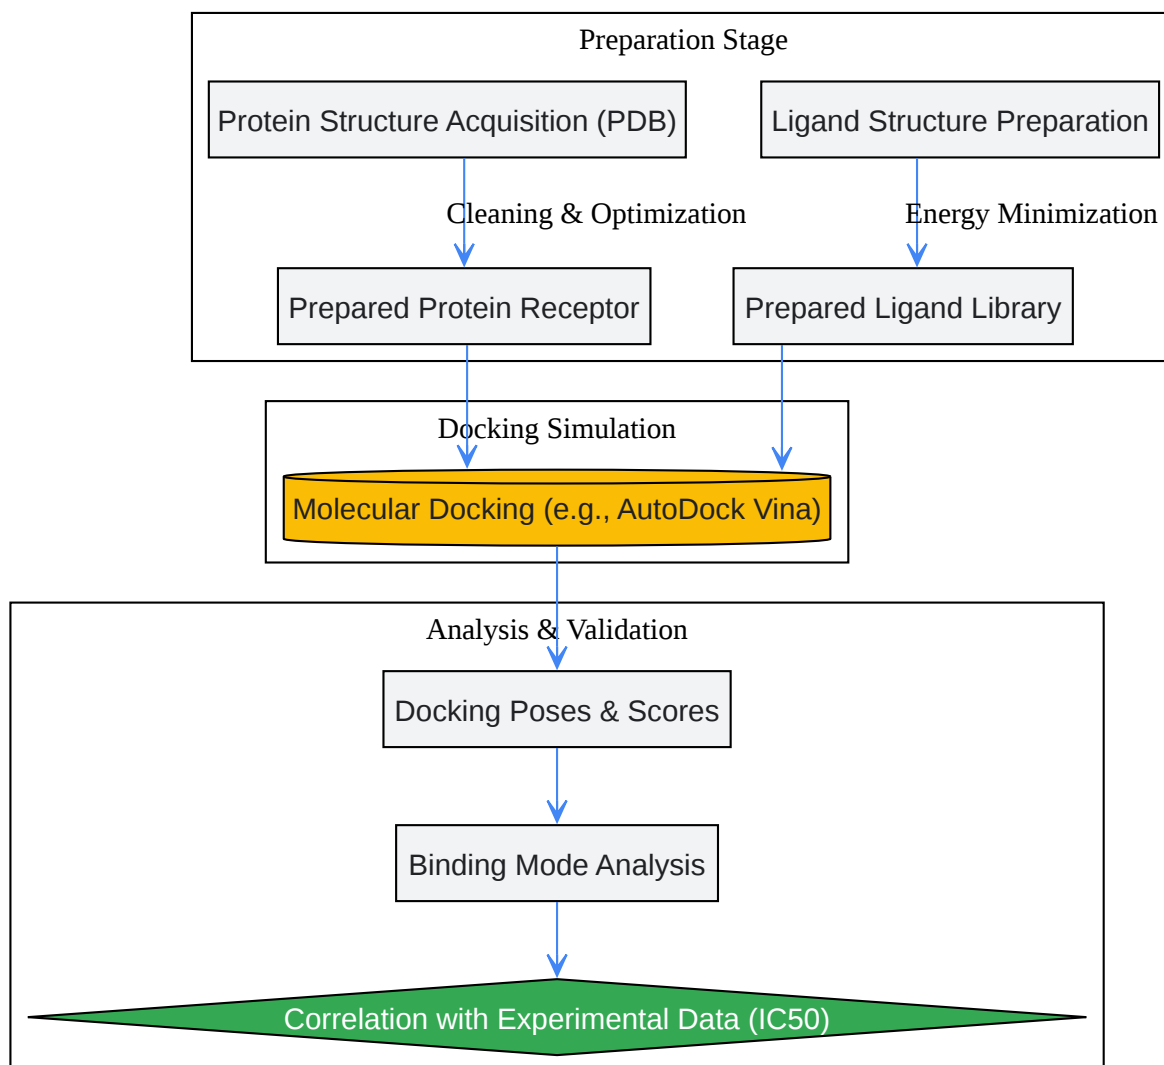 Preparation Stage
Protein Structure Acquisition (PDB)
Ligand Structure Preparation
Cleaning & Optimization
Energy Minimization
Prepared Protein Receptor
Prepared Ligand Library
Docking Simulation
Molecular Docking (e.g., AutoDock Vina)
Analysis & Validation
Docking Poses & Scores
Binding Mode Analysis
Correlation with Experimental Data (IC50)